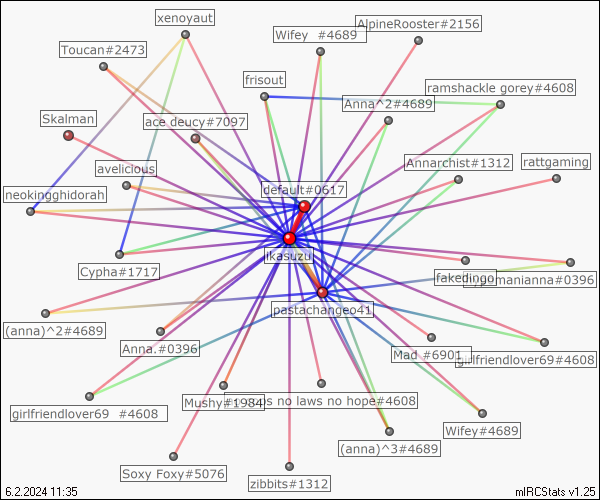 xenoyaut
AlpineRooster#2156
Wifey  #4689
Toucan#2473
frisout
ramshackle gorey#4608
Anna^2#4689
Skalman
ace deucy#7097
Annarchist#1312
rattgaming
avelicious
default#0617
neokingghidorah
ikasuzu
Cypha#1717
fakedingo
omanianna#0396
pastachangeo41
(anna)^2#4689
Anna.#0396
Mad #6901
girlfriendlover69#4608
Mushy#1984
no laws no hope#4608
girlfriendlover69  #4608
Wifey#4689
(anna)^3#4689
Soxy Foxy#5076
zibbits#1312
6.2.2024 11:35
mIRCStats v1.25